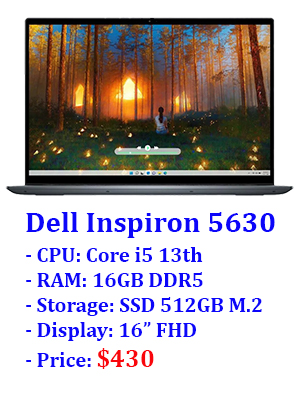 Dell Inspiron 5630
- CPU: Core i5 13th
- RAM: 16GB DDR5
- Storage: SSD 512GB M.2
- Display: 16” FHD
- Price: $430